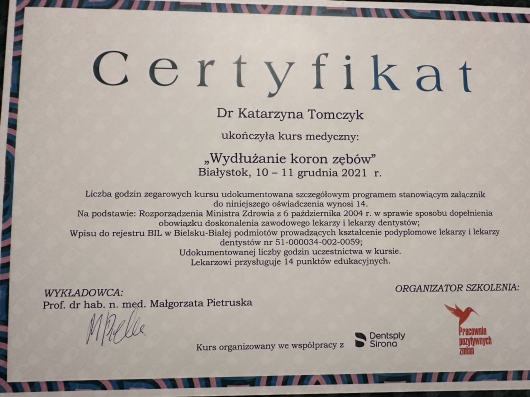 Certyfikat
Dr Katarzyna Tomczyk
ukończyła kurs medyczny:
„Wydłużanie koron zębów"
Białystok, 10 – 11 grudnia 2021 r.
Liczba godzin zegarowych kursu udokumentowana szczegółowym programem stanowiącym załącznik
do niniejszego oświadczenia wynosi 14.
Na podstawie: Rozporządzenia Ministra Zdrowia z 6 października 2004 r. w sprawie sposobu dopełnienia
obowiązku doskonalenia zawodowego lekarzy i lekarzy dentystów;
Wpisu do rejestru BIL w Bielsku-Białej podmiotów prowadzących kształcenie podyplomowe lekarzy i lekarzy
dentystów nr 51-000034-002-0059;
Udokumentowanej liczby godzin uczestnictwa w kursie.
Lekarzowi przysługuje 14 punktów edukacyjnych.
WYKŁADOWCA:
Prof. dr hab. n. med. Małgorzata Pietruska
ORGANIZATOR SZKOLENIA:
Pracownia
pozytywnych
zmian
Kurs organizowany we współpracy z
Dentsply
Sirona